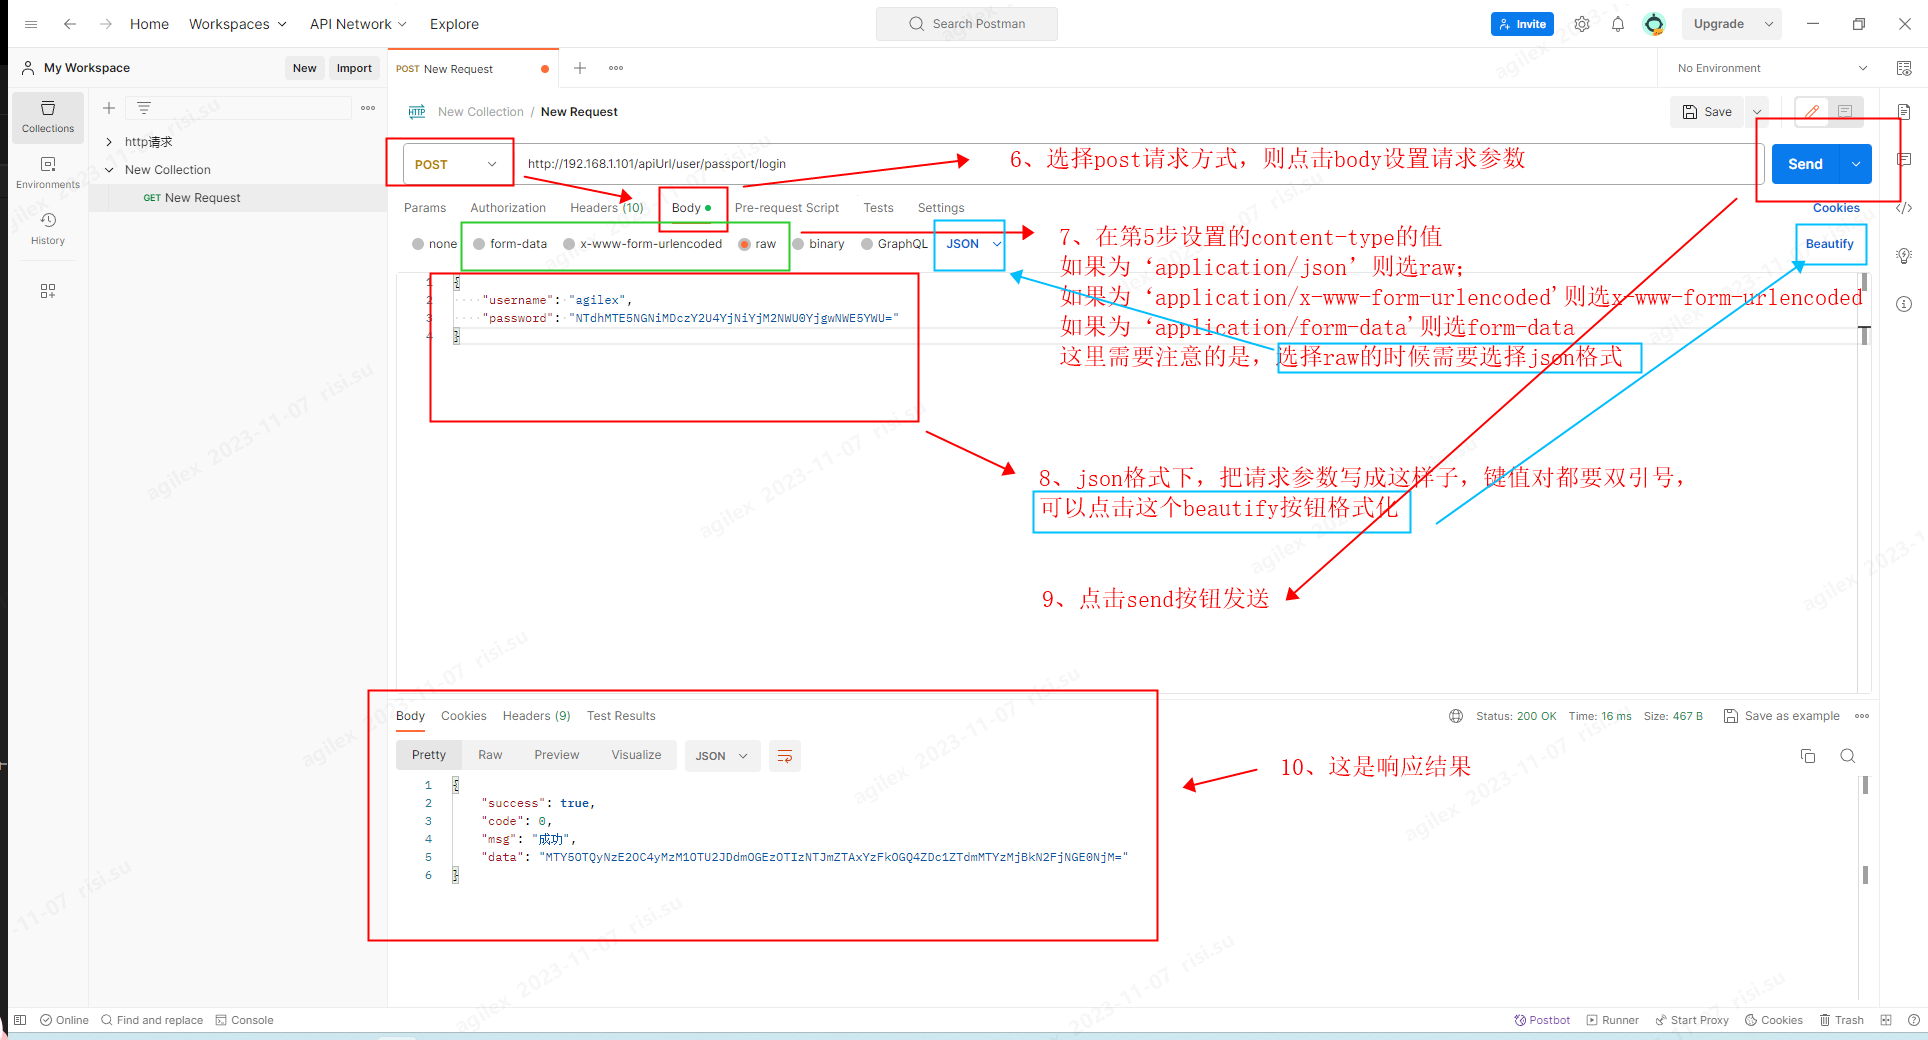 Home Workspaces API Network Explore Search Postman Invite Upgrade
My Workspace New Import POST New Request No Environment
Collections
HTTP New Collection / New Request Save
http请求
New Collection
GET New Request
Environments
History
POST http://192.168.1.101/apiUrl/user/passport/login Send
6、选择post请求方式，则点击body设置请求参数
Params Authorization Headers (10) Body Pre-request Script Tests Settings Cookies
none form-data x-www-form-urlencoded raw binary GraphQL JSON Beautify
7、在第5步设置的content-type的值
如果为‘application/json’则选raw；
如果为‘application/x-www-form-urlencoded'则选x-www-form-urlencoded
如果为‘application/form-data'则选form-data
这里需要注意的是，选择raw的时候需要选择json格式
1 {
2 "username": "agilex",
3 "password": "NTdhMTE5NGNiMDczY2U4YjNiYjM2NWU0YjgwNWE5YWU="
4 }
8、json格式下，把请求参数写成这样子，键值对都要双引号，
可以点击这个beautify按钮格式化
9、点击send按钮发送
Body Cookies Headers (9) Test Results Status: 200 OK Time: 16 ms Size: 467 B Save as example
Pretty Raw Preview Visualize JSON
10、这是响应结果
1 {
2 "success": true,
3 "code": 0,
4 "msg": "成功",
5 "data": "MTY5OTQyNzE2OC4yMzM1OTU2JDdmOGEzOTIzNTJmZTAxYzFkOGQ4ZDc1ZTdmMTYzMjBkN2FjNGE0NjM="
6 }
Online Find and replace Console Postbot Runner Start Proxy Cookies Trash
agilex 2023-11-07 risi.su